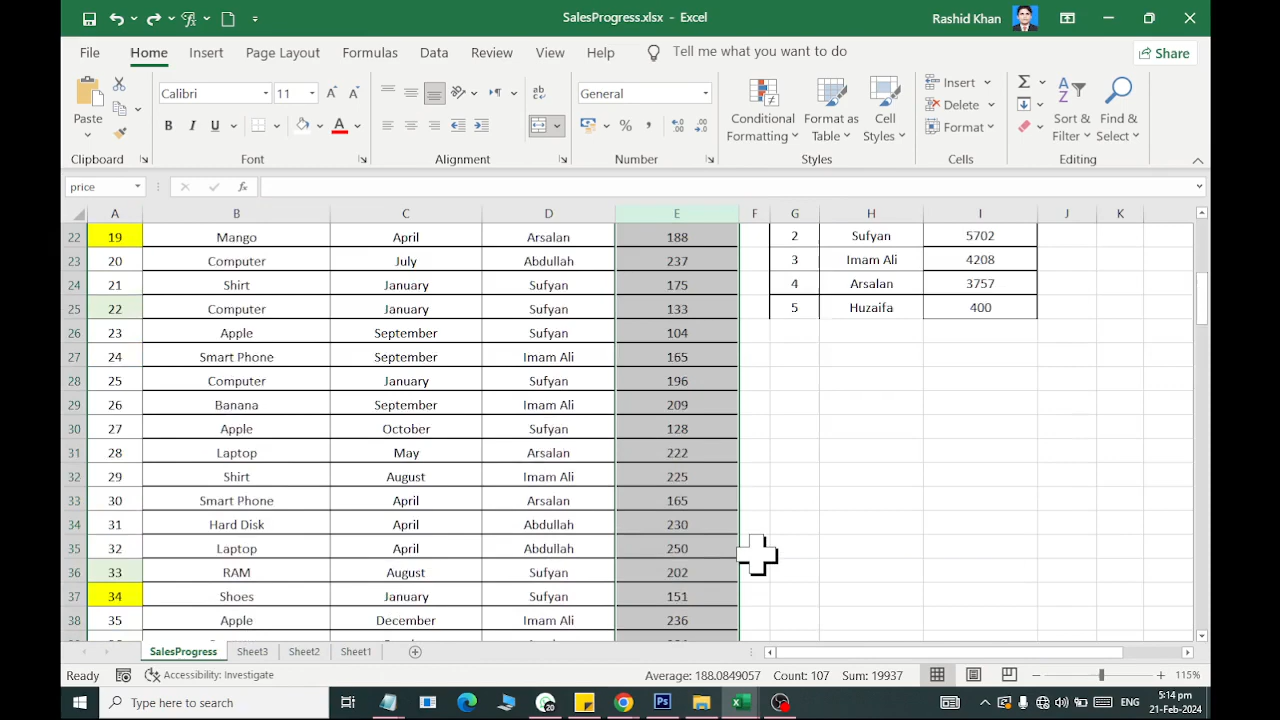 SalesProgress.xlsx - Excel
Rashid Khan
File Home Insert Page Layout Formulas Data Review View Help Tell me what you want to do Share
Paste
Calibri 11
B I U A
ab
General
% ,
Conditional Formatting
Format as Table
Cell Styles
Insert
Delete
Format
Sort & Filter
Find & Select
Clipboard Font Alignment Number Styles Cells Editing
price fx
A B C D E F G H I J K
22 19 Mango April Arsalan 188 2 Sufyan 5702
23 20 Computer July Abdullah 237 3 Imam Ali 4208
24 21 Shirt January Sufyan 175 4 Arsalan 3757
25 22 Computer January Sufyan 133 5 Huzaifa 400
26 23 Apple September Sufyan 104
27 24 Smart Phone September Imam Ali 165
28 25 Computer January Sufyan 196
29 26 Banana September Imam Ali 209
30 27 Apple October Sufyan 128
31 28 Laptop May Arsalan 222
32 29 Shirt August Imam Ali 225
33 30 Smart Phone April Arsalan 165
34 31 Hard Disk April Abdullah 230
35 32 Laptop April Abdullah 250
36 33 RAM August Sufyan 202
37 34 Shoes January Sufyan 151
38 35 Apple December Imam Ali 236
SalesProgress Sheet3 Sheet2 Sheet1
Ready Accessibility: Investigate Average: 188.0849057 Count: 107 Sum: 19937 115%
Type here to search
20
Ps
ENG
5:14 pm
21-Feb-2024